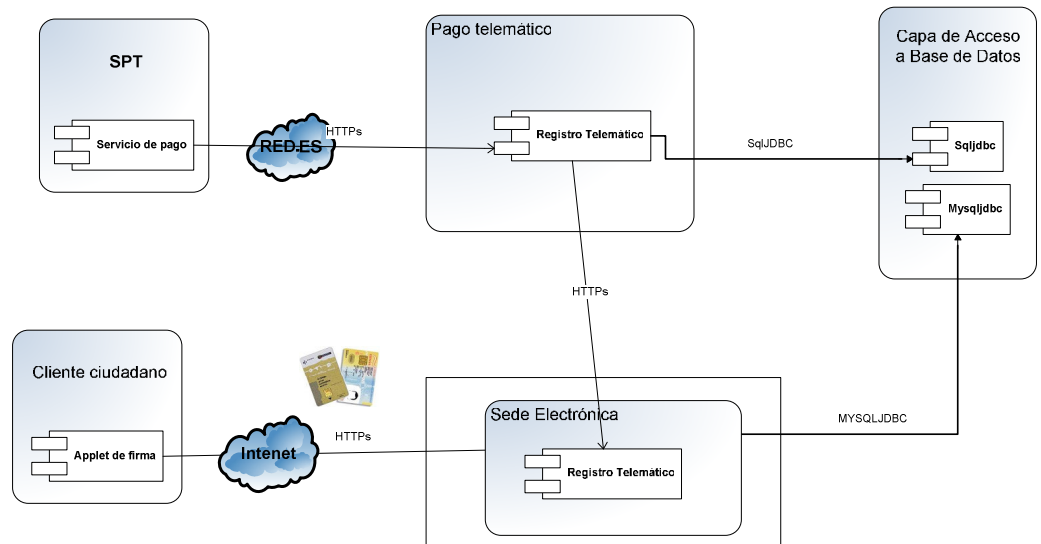 SPT
Servicio de pago
RED.ES
HTTPs
Pago telemático
Registro Telemático
SqlJDBC
Capa de Acceso
a Base de Datos
Sqljdbc
Mysqljdbc
HTTPs
Cliente ciudadano
Applet de firma
Intenet
HTTPs
Sede Electrónica
Registro Telemático
MYSQLJDBC